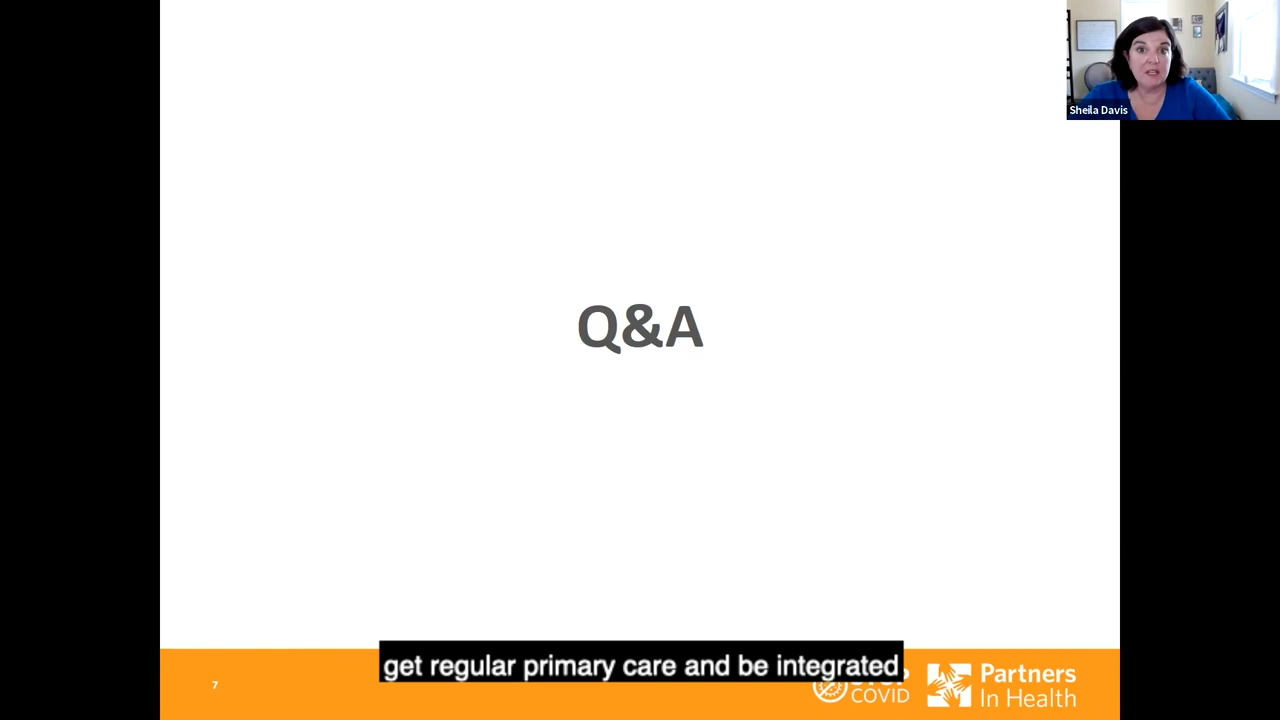 Sheila Davis
Q&A
get regular primary care and be integrated
7
COVID
Partners
In Health